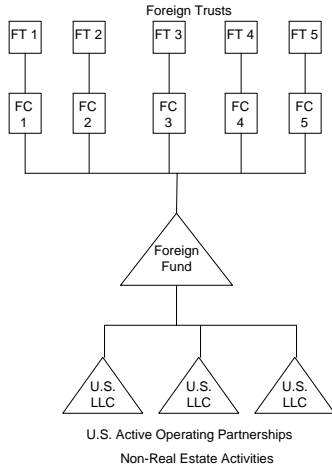 Foreign Trusts
FT 1
FT 2
FT 3
FT 4
FT 5
FC
1
FC
2
FC
3
FC
4
FC
5
Foreign
Fund
U.S.
LLC
U.S.
LLC
U.S.
LLC
U.S. Active Operating Partnerships
Non-Real Estate Activities